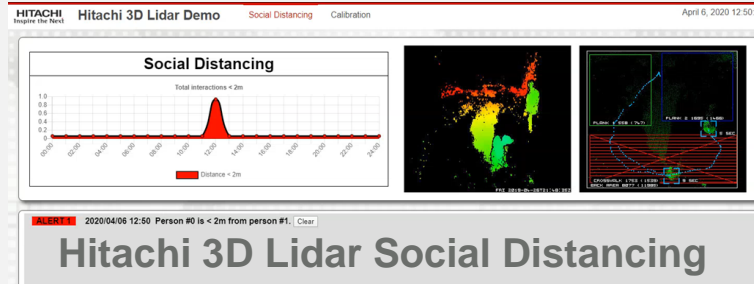 HITACHI
Inspire the Next
Hitachi 3D Lidar Demo
Social Distancing
Calibration
April 6, 2020 12:50:
Social Distancing
Total interactions < 2m
1.0
0.8
0.6
0.4
0.2
0
00:00
02:00
04:00
06:00
08:00
10:00
12:00
14:00
16:00
18:00
20:00
22:00
24:00
Distance < 2m
ALERT 1
2020/04/06 12:50 Person #0 is < 2m from person #1.
Clear
Hitachi 3D Lidar Social Distancing